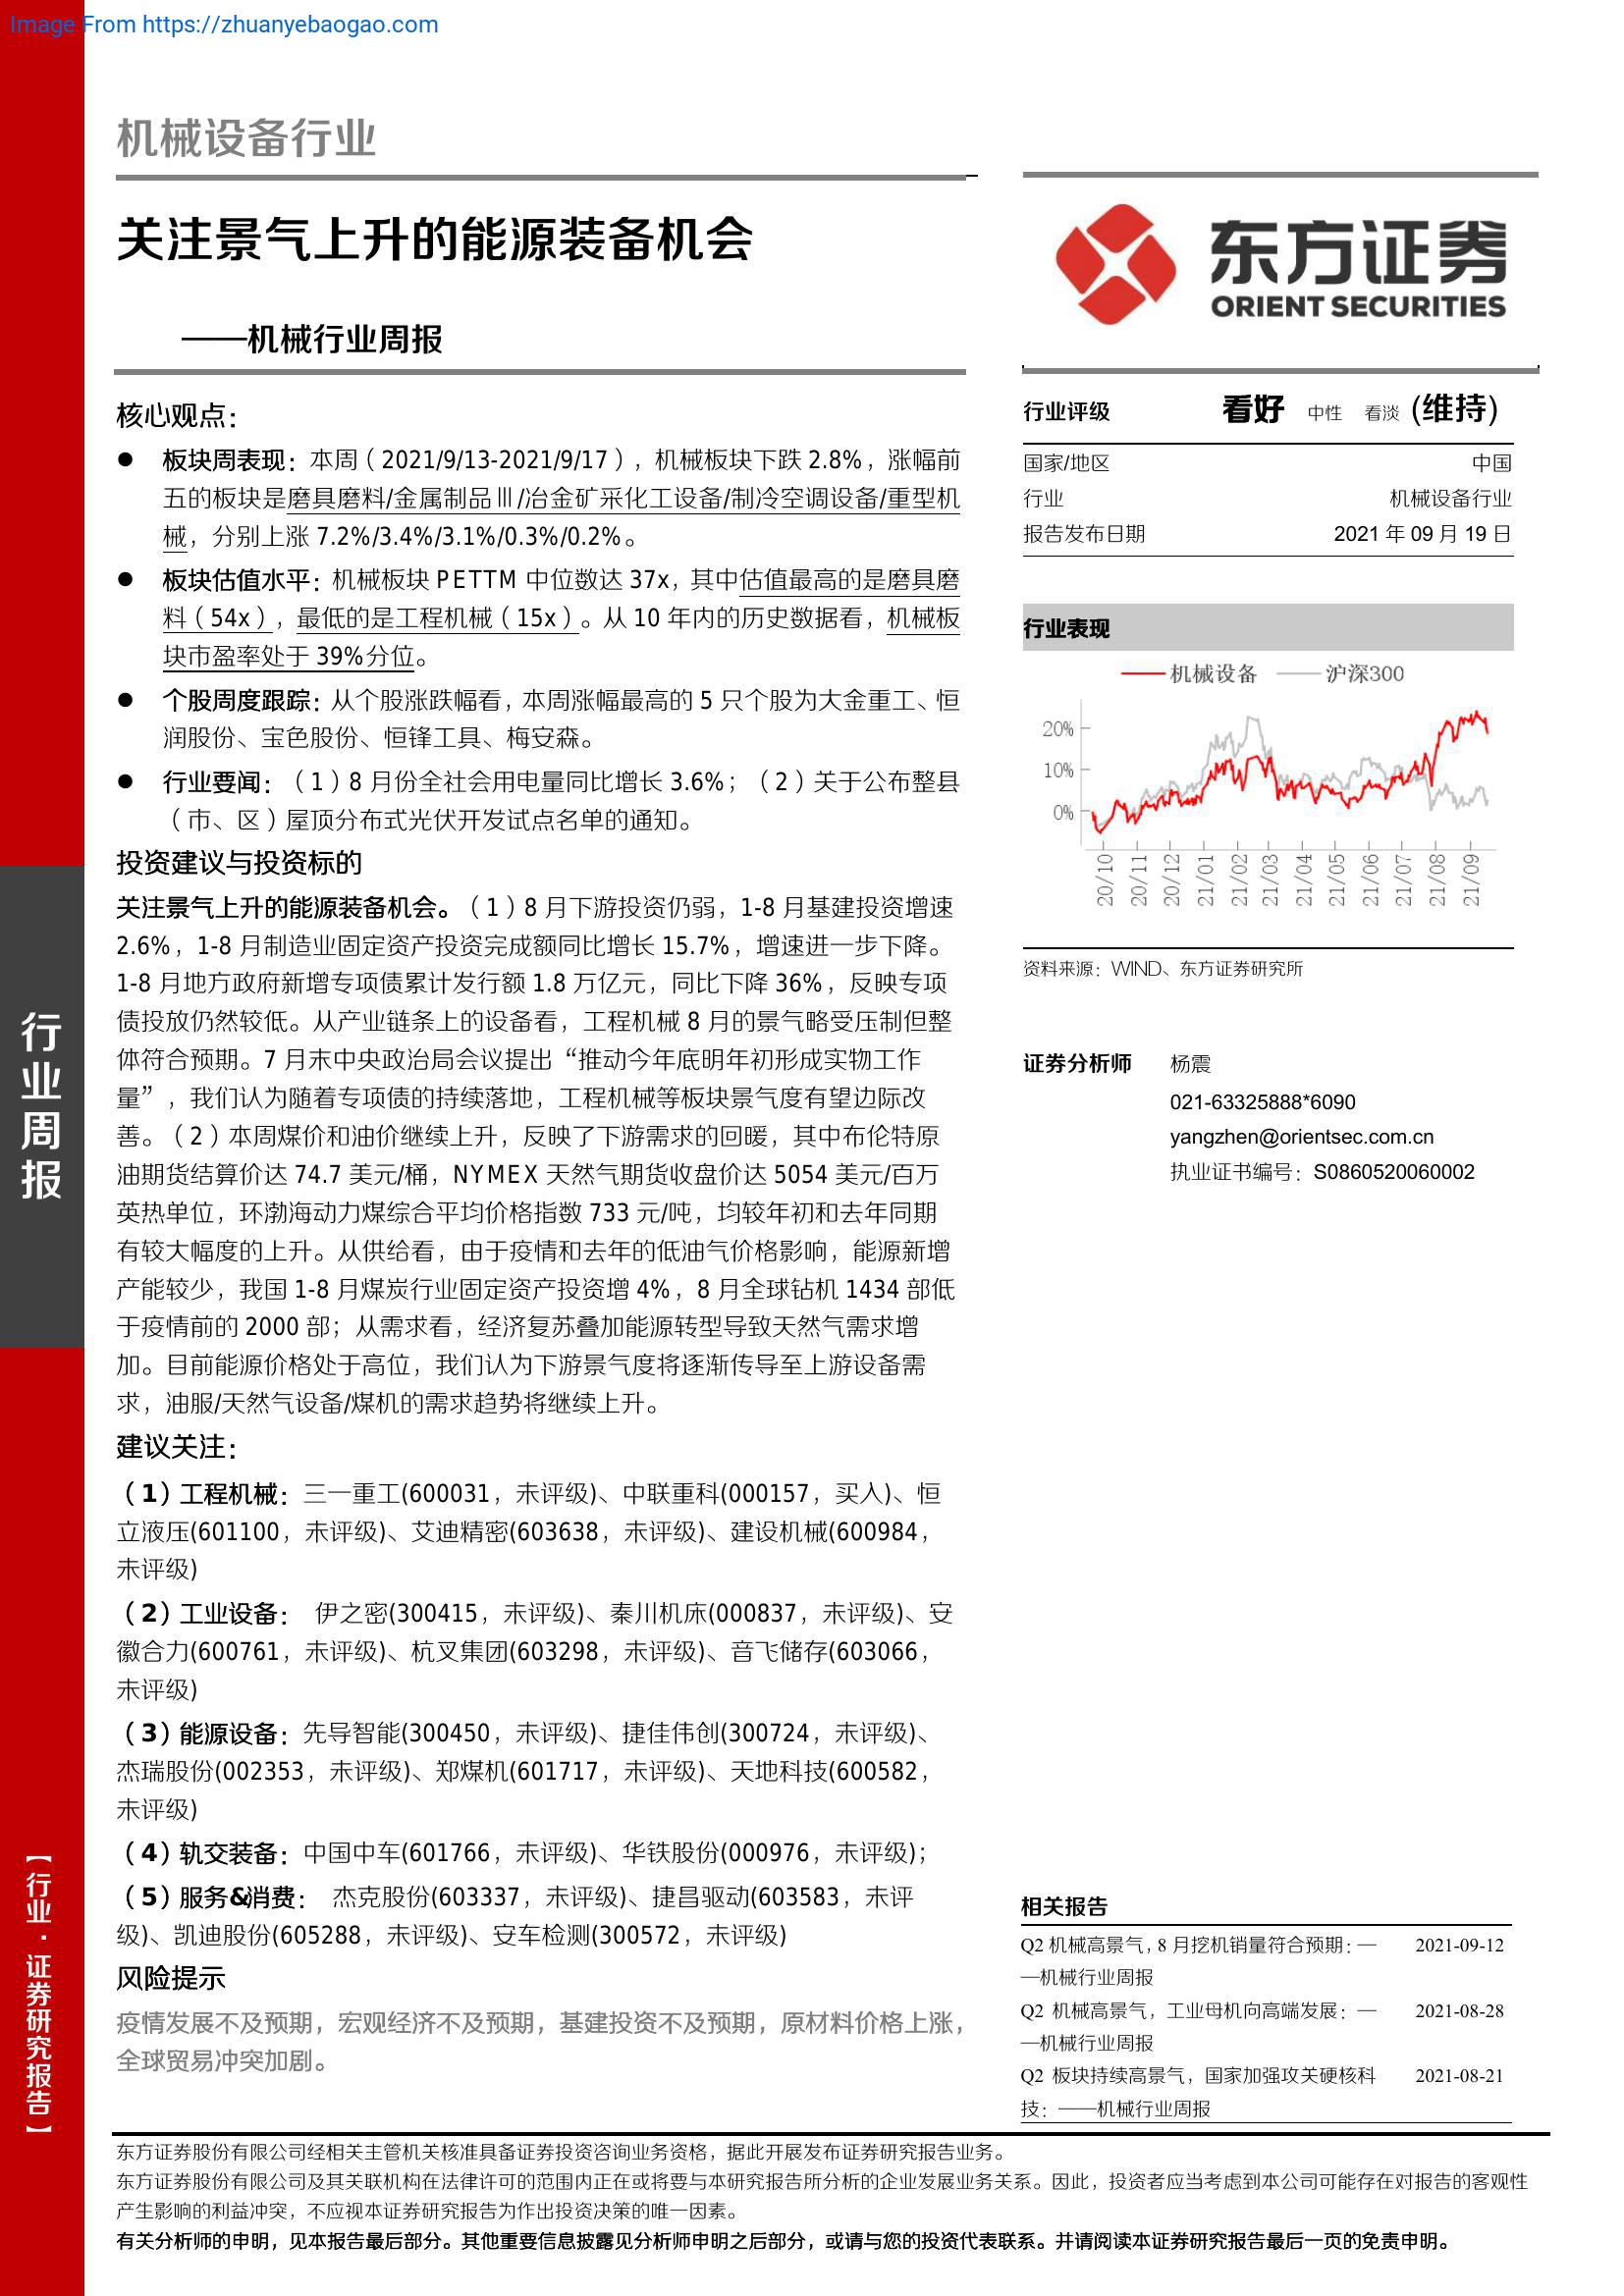 Image From https://zhuanyebaogao.com
机械设备行业
关注景气上升的能源装备机会
——机械行业周报
核心观点：
● 板块周表现：本周（2021/9/13-2021/9/17），机械板块下跌 2.8%，涨幅前
五的板块是磨具磨料/金属制品Ⅲ/冶金矿采化工设备/制冷空调设备/重型机
械，分别上涨 7.2%/3.4%/3.1%/0.3%/0.2%。
● 板块估值水平：机械板块 PETTM 中位数达 37x，其中估值最高的是磨具磨
料（54x），最低的是工程机械（15x）。从 10 年内的历史数据看，机械板
块市盈率处于 39%分位。
● 个股周度跟踪：从个股涨跌幅看，本周涨幅最高的 5 只个股为大金重工、恒
润股份、宝色股份、恒锋工具、梅安森。
● 行业要闻：（1）8 月份全社会用电量同比增长 3.6%；（2）关于公布整县
（市、区）屋顶分布式光伏开发试点名单的通知。
投资建议与投资标的
关注景气上升的能源装备机会。（1）8 月下游投资仍弱，1-8 月基建投资增速
2.6%，1-8 月制造业固定资产投资完成额同比增长 15.7%，增速进一步下降。
1-8 月地方政府新增专项债累计发行额 1.8 万亿元，同比下降 36%，反映专项
债投放仍然较低。从产业链条上的设备看，工程机械 8 月的景气略受压制但整
体符合预期。7 月末中央政治局会议提出“推动今年底明年初形成实物工作
量”，我们认为随着专项债的持续落地，工程机械等板块景气度有望边际改
善。（2）本周煤价和油价继续上升，反映了下游需求的回暖，其中布伦特原
油期货结算价达 74.7 美元/桶，NYMEX 天然气期货收盘价达 5054 美元/百万
英热单位，环渤海动力煤综合平均价格指数 733 元/吨，均较年初和去年同期
有较大幅度的上升。从供给看，由于疫情和去年的低油气价格影响，能源新增
产能较少，我国 1-8 月煤炭行业固定资产投资增 4%，8 月全球钻机 1434 部低
于疫情前的 2000 部；从需求看，经济复苏叠加能源转型导致天然气需求增
加。目前能源价格处于高位，我们认为下游景气度将逐渐传导至上游设备需
求，油服/天然气设备/煤机的需求趋势将继续上升。
建议关注：
（1）工程机械：三一重工(600031，未评级)、中联重科(000157，买入)、恒
立液压(601100，未评级)、艾迪精密(603638，未评级)、建设机械(600984，
未评级)
（2）工业设备： 伊之密(300415，未评级)、秦川机床(000837，未评级)、安
徽合力(600761，未评级)、杭叉集团(603298，未评级)、音飞储存(603066，
未评级)
（3）能源设备：先导智能(300450，未评级)、捷佳伟创(300724，未评级)、
杰瑞股份(002353，未评级)、郑煤机(601717，未评级)、天地科技(600582，
未评级)
（4）轨交装备：中国中车(601766，未评级)、华铁股份(000976，未评级)；
（5）服务&消费： 杰克股份(603337，未评级)、捷昌驱动(603583，未评
级)、凯迪股份(605288，未评级)、安车检测(300572，未评级)
风险提示
疫情发展不及预期，宏观经济不及预期，基建投资不及预期，原材料价格上涨，
全球贸易冲突加剧。
东方证券
ORIENT SECURITIES
行业评级 看好 中性 看淡 (维持)
国家/地区 中国
行业 机械设备行业
报告发布日期 2021 年 09 月 19 日
行业表现
机械设备 沪深300
20%
10%
0%
20/10 20/11 20/12 21/01 21/02 21/03 21/04 21/05 21/06 21/07 21/08 21/09
资料来源：WIND、东方证券研究所
证券分析师 杨震
021-63325888*6090
yangzhen@orientsec.com.cn
执业证书编号：S0860520060002
相关报告
Q2 机械高景气，8 月挖机销量符合预期：— 2021-09-12
—机械行业周报
Q2 机械高景气，工业母机向高端发展：— 2021-08-28
—机械行业周报
Q2 板块持续高景气，国家加强攻关硬核科 2021-08-21
技：——机械行业周报
行业周报
【行业·证券研究报告】
东方证券股份有限公司经相关主管机关核准具备证券投资咨询业务资格，据此开展发布证券研究报告业务。
东方证券股份有限公司及其关联机构在法律许可的范围内正在或将要与本研究报告所分析的企业发展业务关系。因此，投资者应当考虑到本公司可能存在对报告的客观性
产生影响的利益冲突，不应视本证券研究报告为作出投资决策的唯一因素。
有关分析师的申明，见本报告最后部分。其他重要信息披露见分析师申明之后部分，或请与您的投资代表联系。并请阅读本证券研究报告最后一页的免责申明。